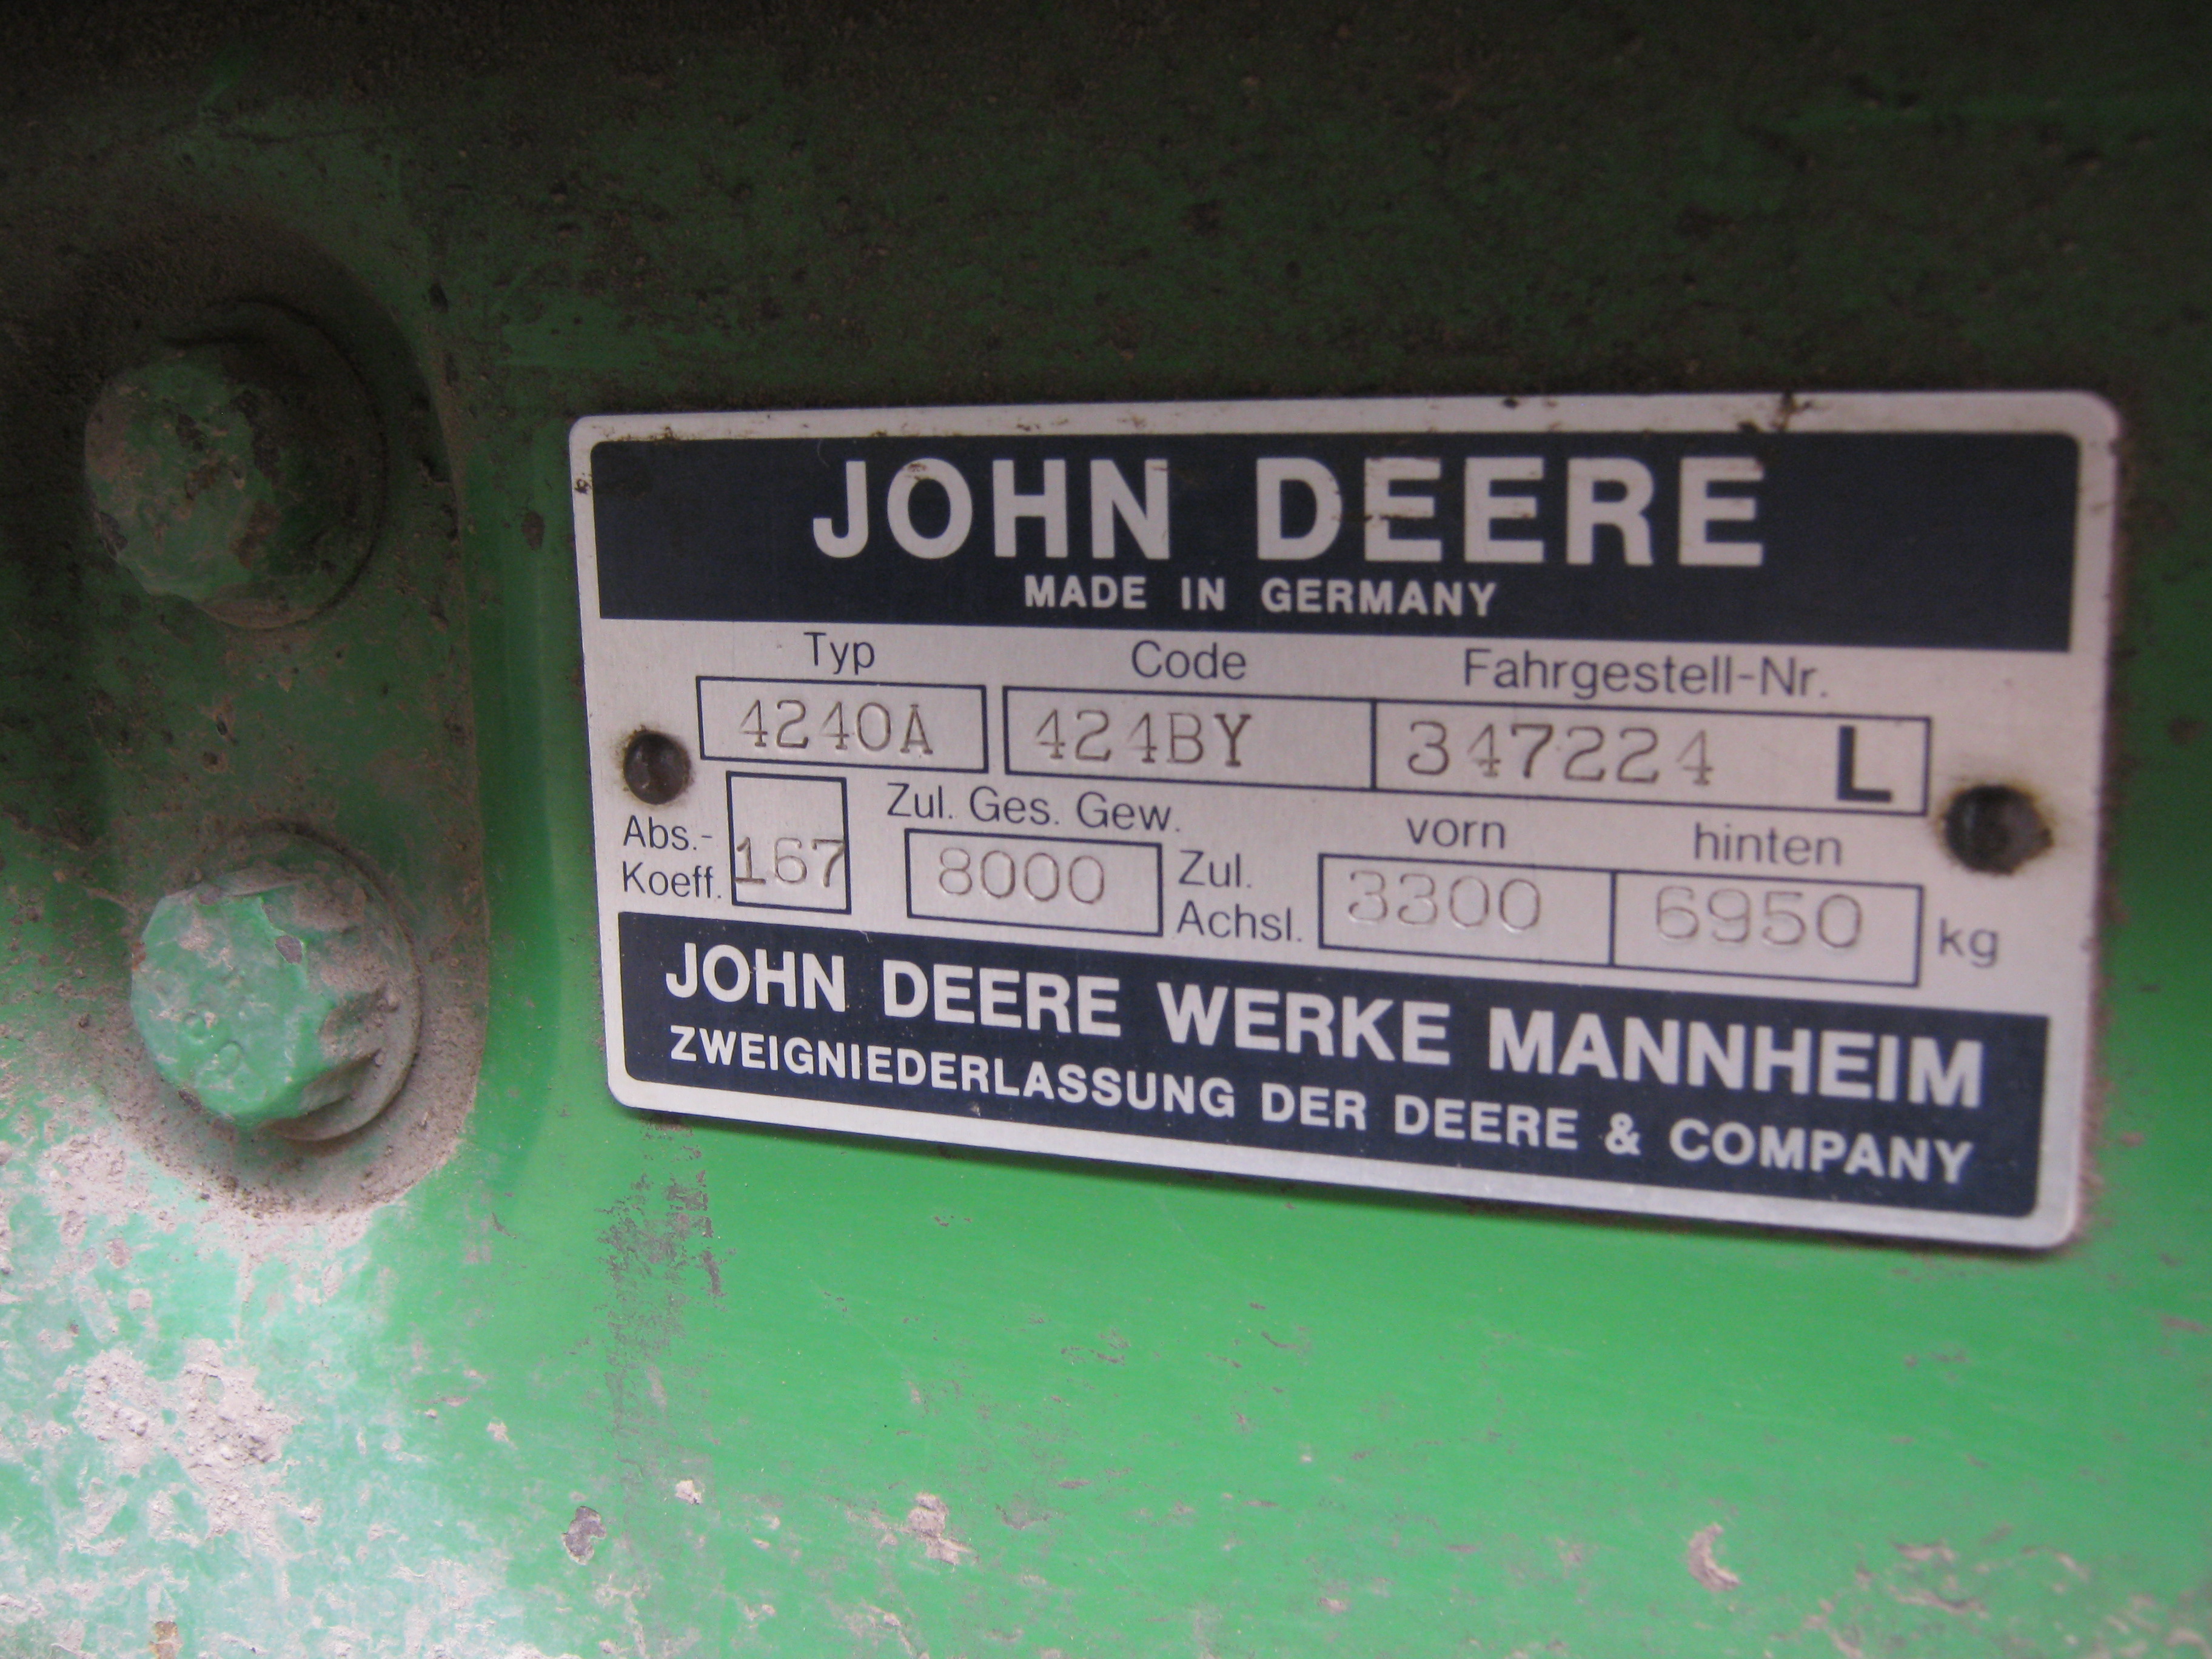 JOHN DEERE
MADE IN GERMANY
Typ Code Fahrgestell-Nr.
4240A 424BY 347224 L
Abs.-Koeff. 167 Zul. Ges. Gew. 8000 Zul. Achsl. vorn 3300 hinten 6950 kg
JOHN DEERE WERKE MANNHEIM
ZWEIGNIEDERLASSUNG DER DEERE & COMPANY